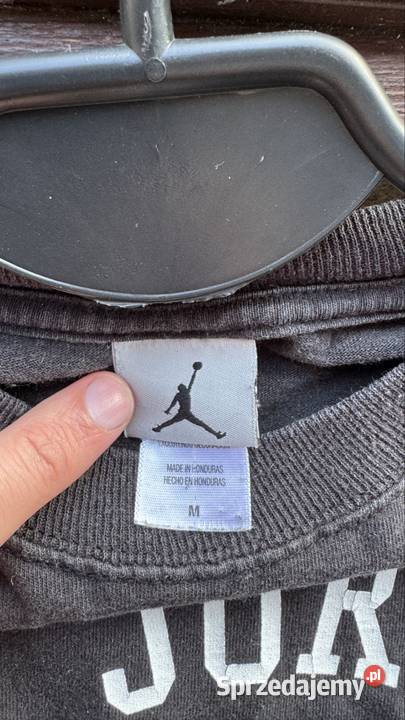 MADE IN HONDURAS
HECHO EN HONDURAS
M
JOR
Sprzedajemy.pl